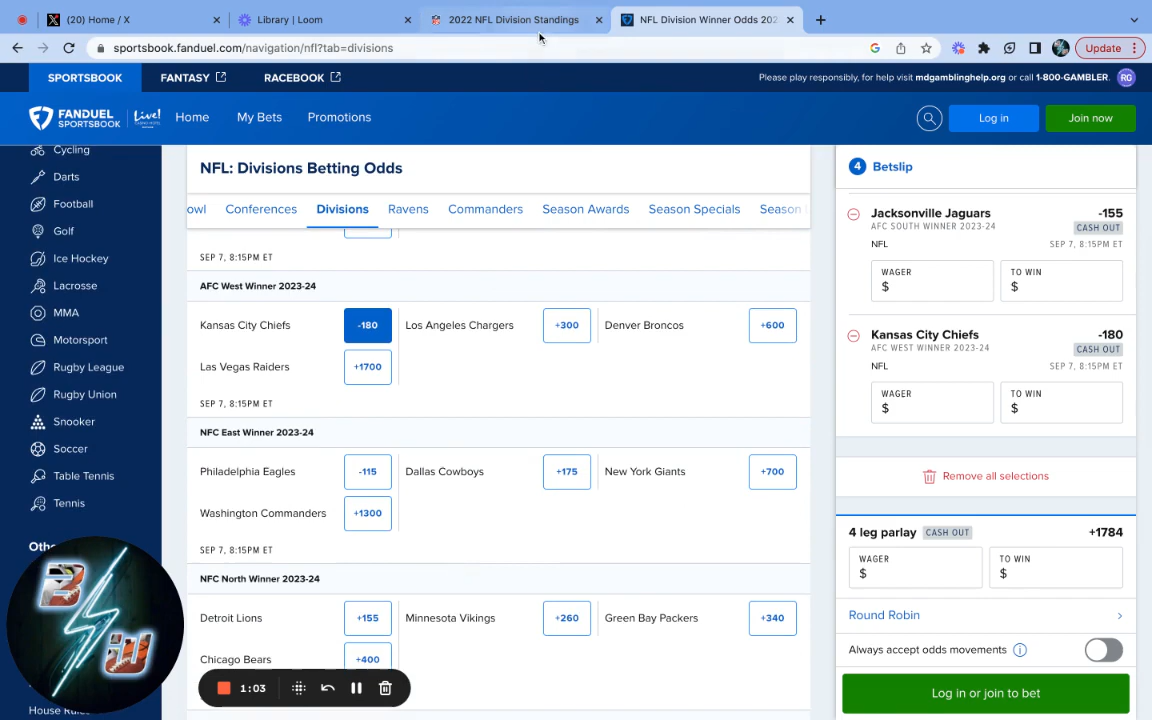 (20) Home / X
Library | Loom
2022 NFL Division Standings
NFL Division Winner Odds 202
sportsbook.fanduel.com/navigation/nfl?tab=divisions
Update
SPORTSBOOK
FANTASY
RACEBOOK
Please play responsibly, for help visit mdgamblinghelp.org or call 1-800-GAMBLER.
RG
FANDUEL
SPORTSBOOK
Live!
Home
My Bets
Promotions
Log in
Join now
Cycling
Darts
Football
Golf
Ice Hockey
Lacrosse
MMA
Motorsport
Rugby League
Rugby Union
Snooker
Soccer
Table Tennis
Tennis
House Rules
NFL: Divisions Betting Odds
owl
Conferences
Divisions
Ravens
Commanders
Season Awards
Season Specials
Season
SEP 7, 8:15PM ET
AFC West Winner 2023-24
Kansas City Chiefs -180 Los Angeles Chargers +300 Denver Broncos +600
Las Vegas Raiders +1700
SEP 7, 8:15PM ET
NFC East Winner 2023-24
Philadelphia Eagles -115 Dallas Cowboys +175 New York Giants +700
Washington Commanders +1300
SEP 7, 8:15PM ET
NFC North Winner 2023-24
Detroit Lions +155 Minnesota Vikings +260 Green Bay Packers +340
Chicago Bears +400
1:03
4 Betslip
Jacksonville Jaguars -155
AFC SOUTH WINNER 2023-24 CASH OUT
NFL SEP 7, 8:15PM ET
WAGER TO WIN
$ $
Kansas City Chiefs -180
AFC WEST WINNER 2023-24 CASH OUT
NFL SEP 7, 8:15PM ET
WAGER TO WIN
$ $
Remove all selections
4 leg parlay CASH OUT +1784
WAGER TO WIN
$ $
Round Robin
Always accept odds movements
Log in or join to bet